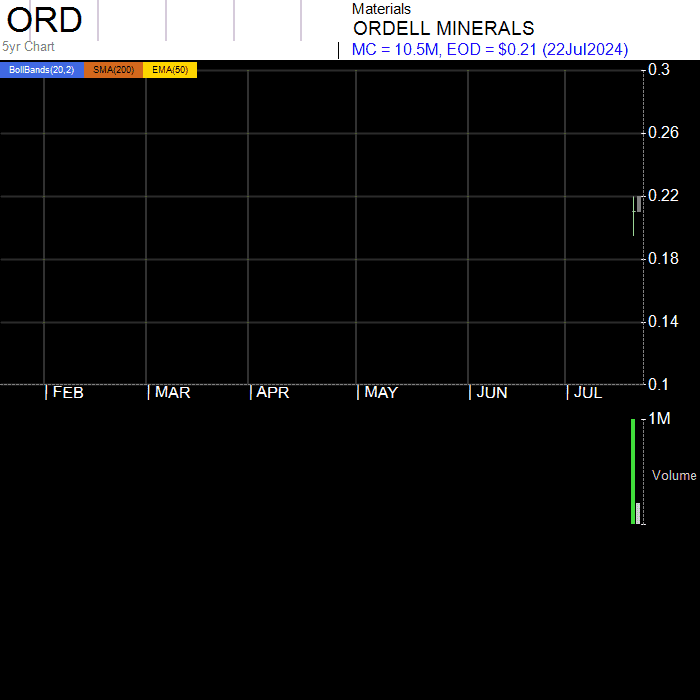 ORD
5yr Chart
Materials
ORDELL MINERALS
MC = 10.5M, EOD = $0.21 (22Jul2024)
BollBands(20,2) SMA(200) EMA(50)
0.3
0.26
0.22
0.18
0.14
0.1
FEB MAR APR MAY JUN JUL
1M
Volume